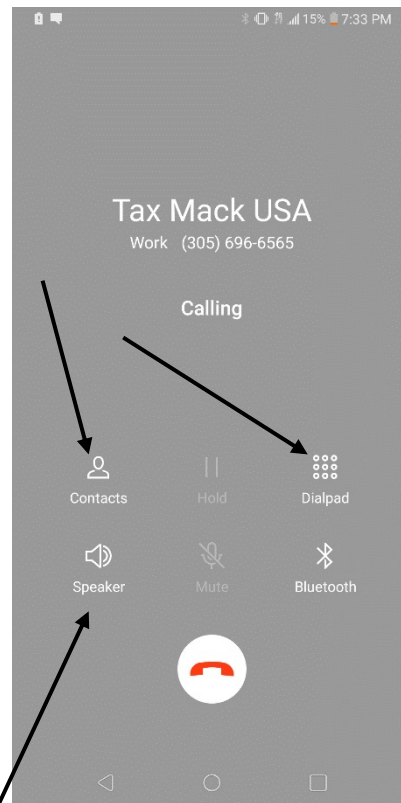 15% 7:33 PM
Tax Mack USA
Work (305) 696-6565
Calling
Contacts Hold Dialpad
Speaker Mute Bluetooth